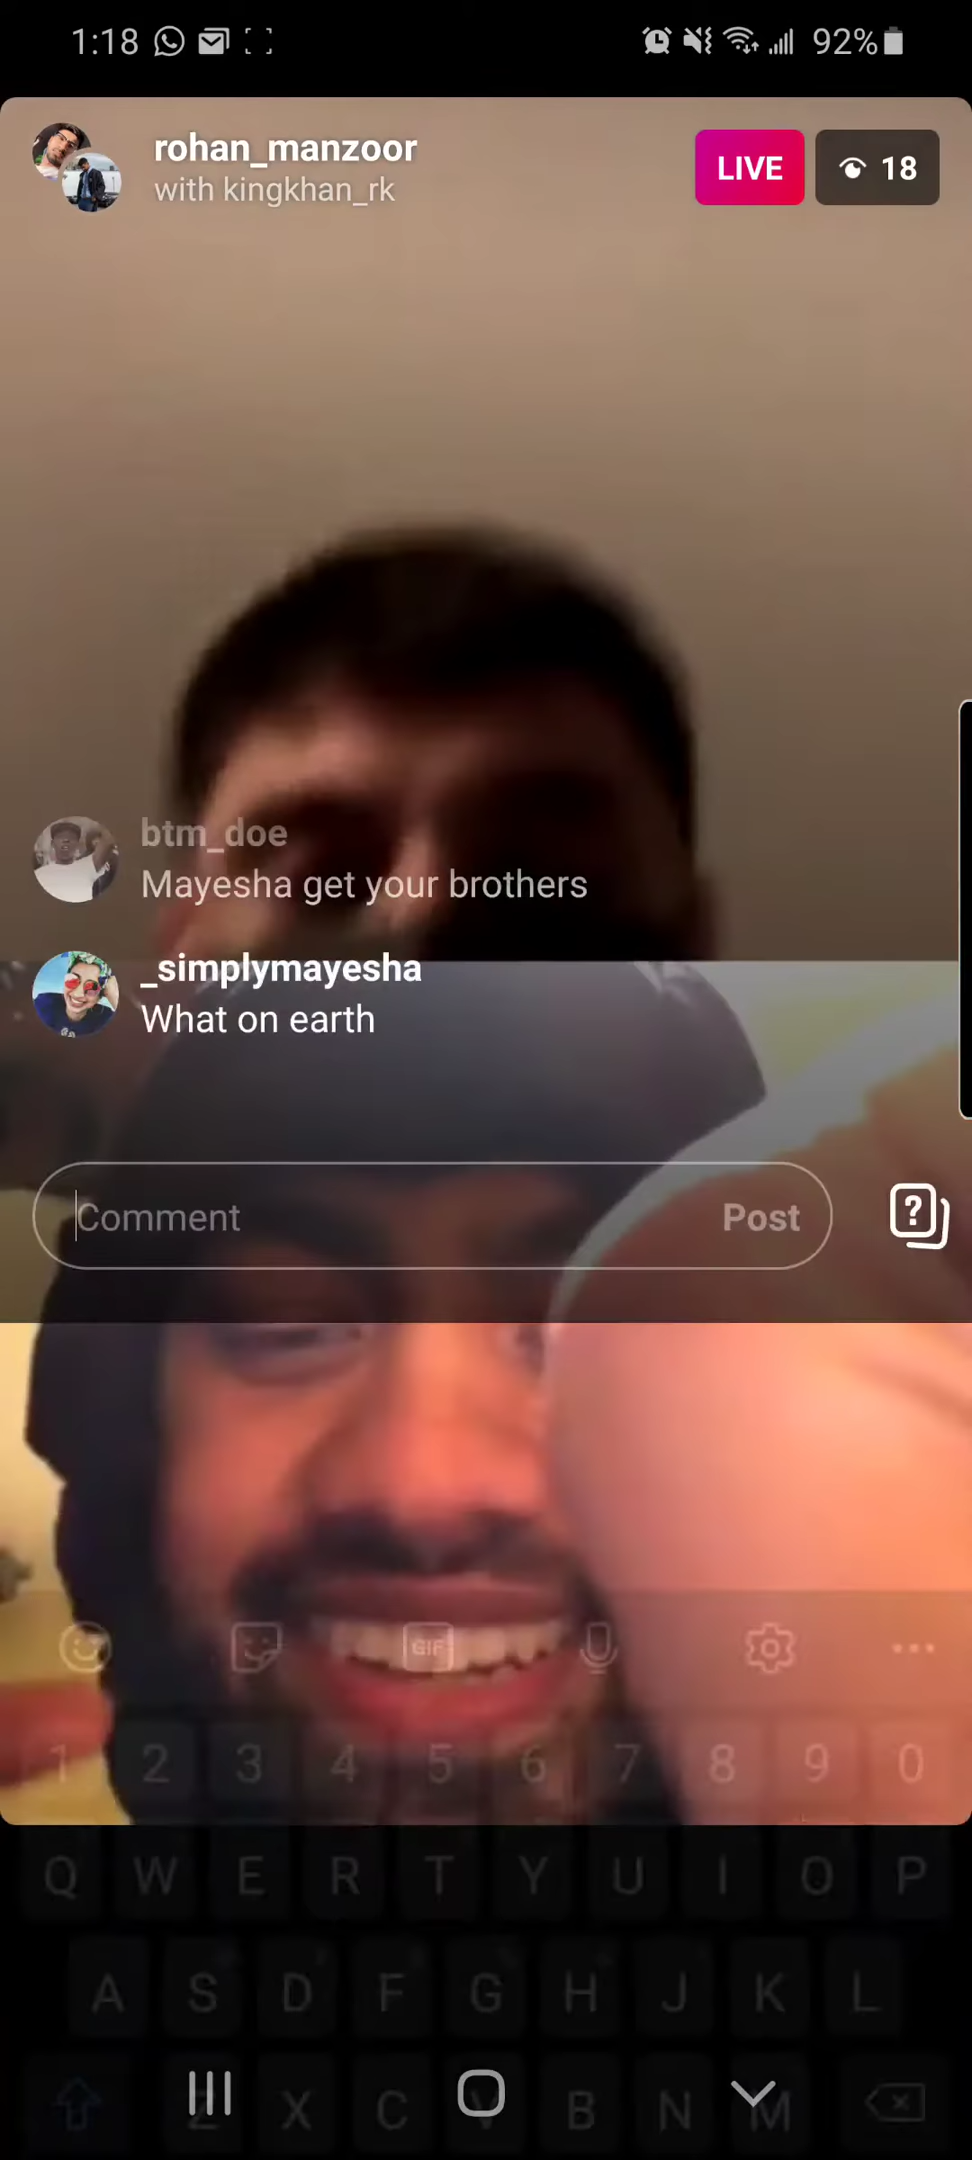 1:18 92%
rohan_manzoor
with kingkhan_rk
LIVE 18
btm_doe
Mayesha get your brothers
_simplymayesha
What on earth
Comment Post
?
GIF
1 2 3 4 5 6 7 8 9 0
Q W E R T Y U I O P
A S D F G H J K L
Z X C V B N M